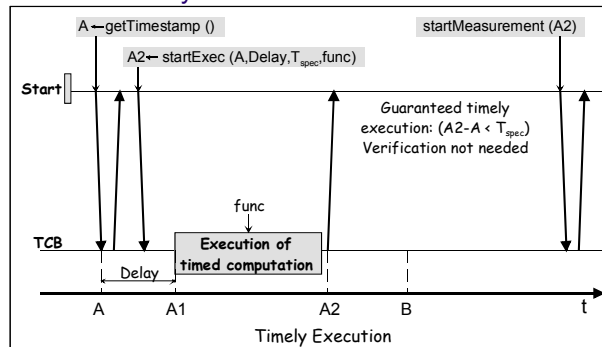 A ←getTimestamp ()
startMeasurement (A2)
A2← startExec (A,Delay,Tspec,func)
Start
Guaranteed timely
execution: (A2-A < Tspec)
Verification not needed
func
TCB
Execution of
timed computation
Delay
A A1 A2 B t
Timely Execution